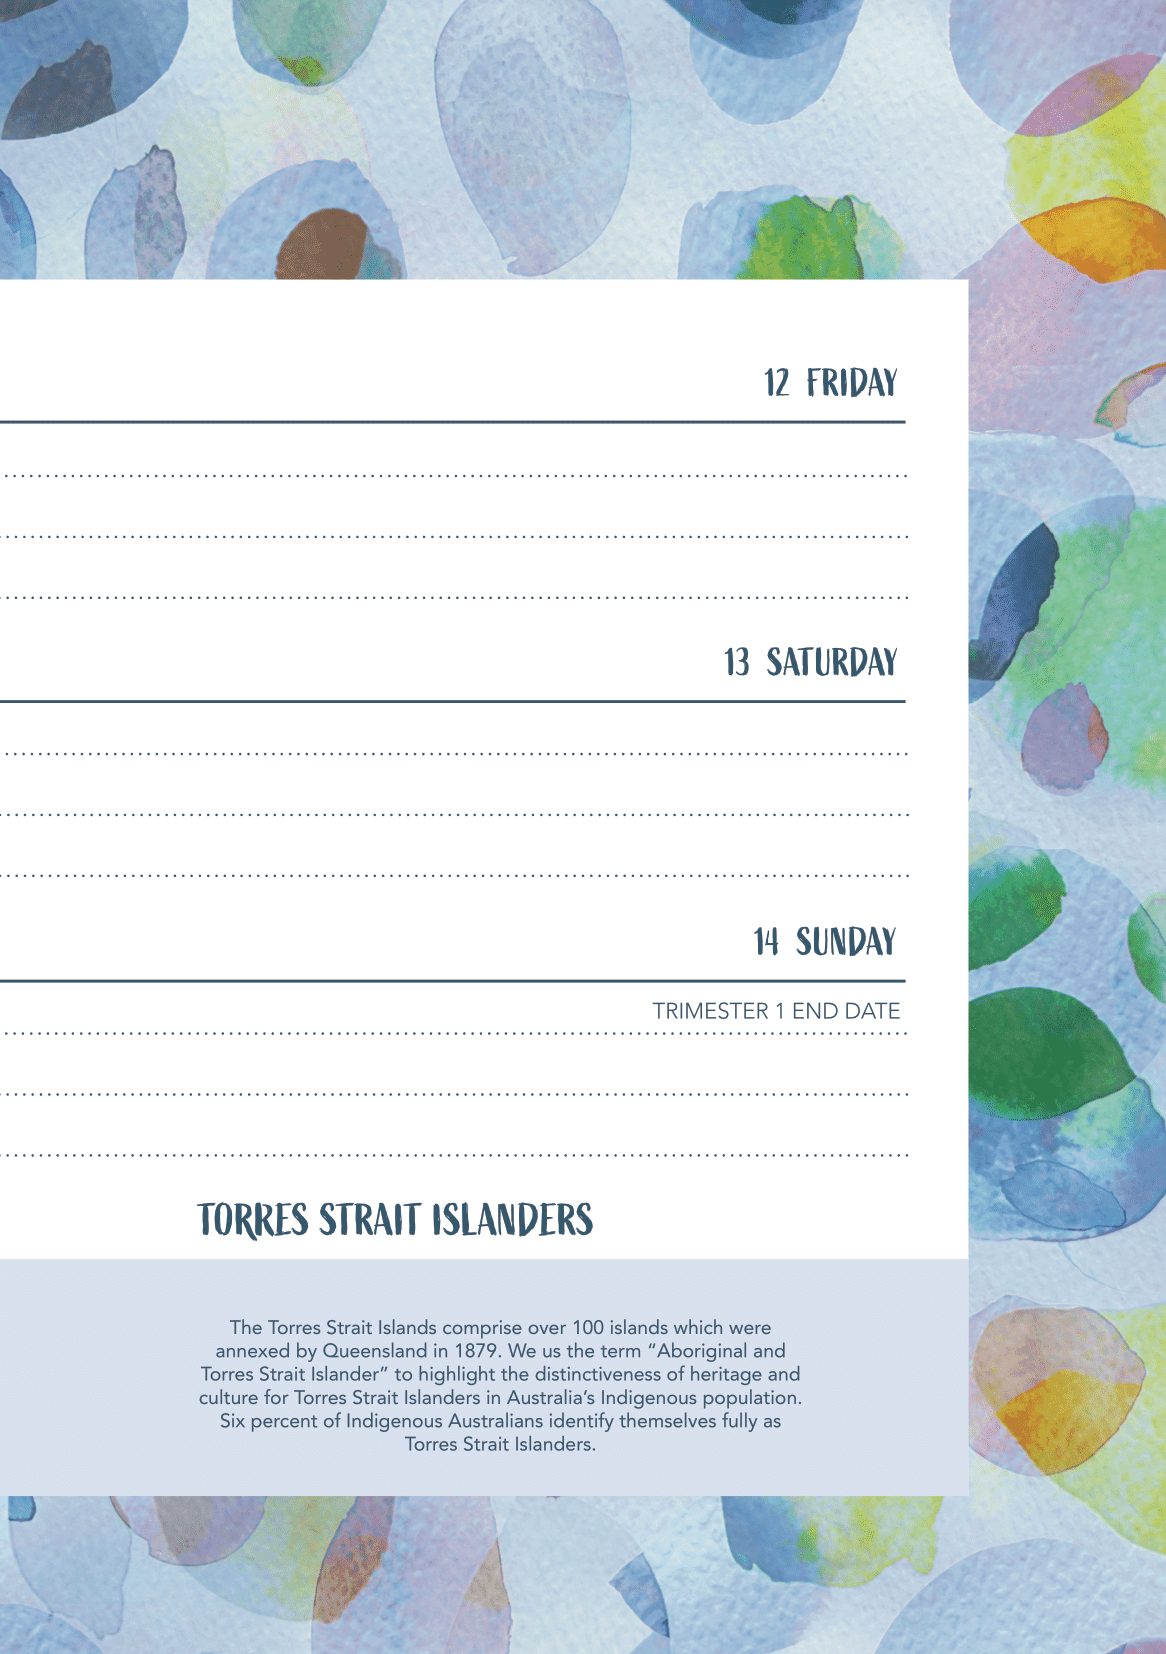 12 FRIDAY
13 SATURDAY
14 SUNDAY
TRIMESTER 1 END DATE
TORRES STRAIT ISLANDERS
The Torres Strait Islands comprise over 100 islands which were
annexed by Queensland in 1879. We us the term “Aboriginal and
Torres Strait Islander” to highlight the distinctiveness of heritage and
culture for Torres Strait Islanders in Australia’s Indigenous population.
Six percent of Indigenous Australians identify themselves fully as
Torres Strait Islanders.